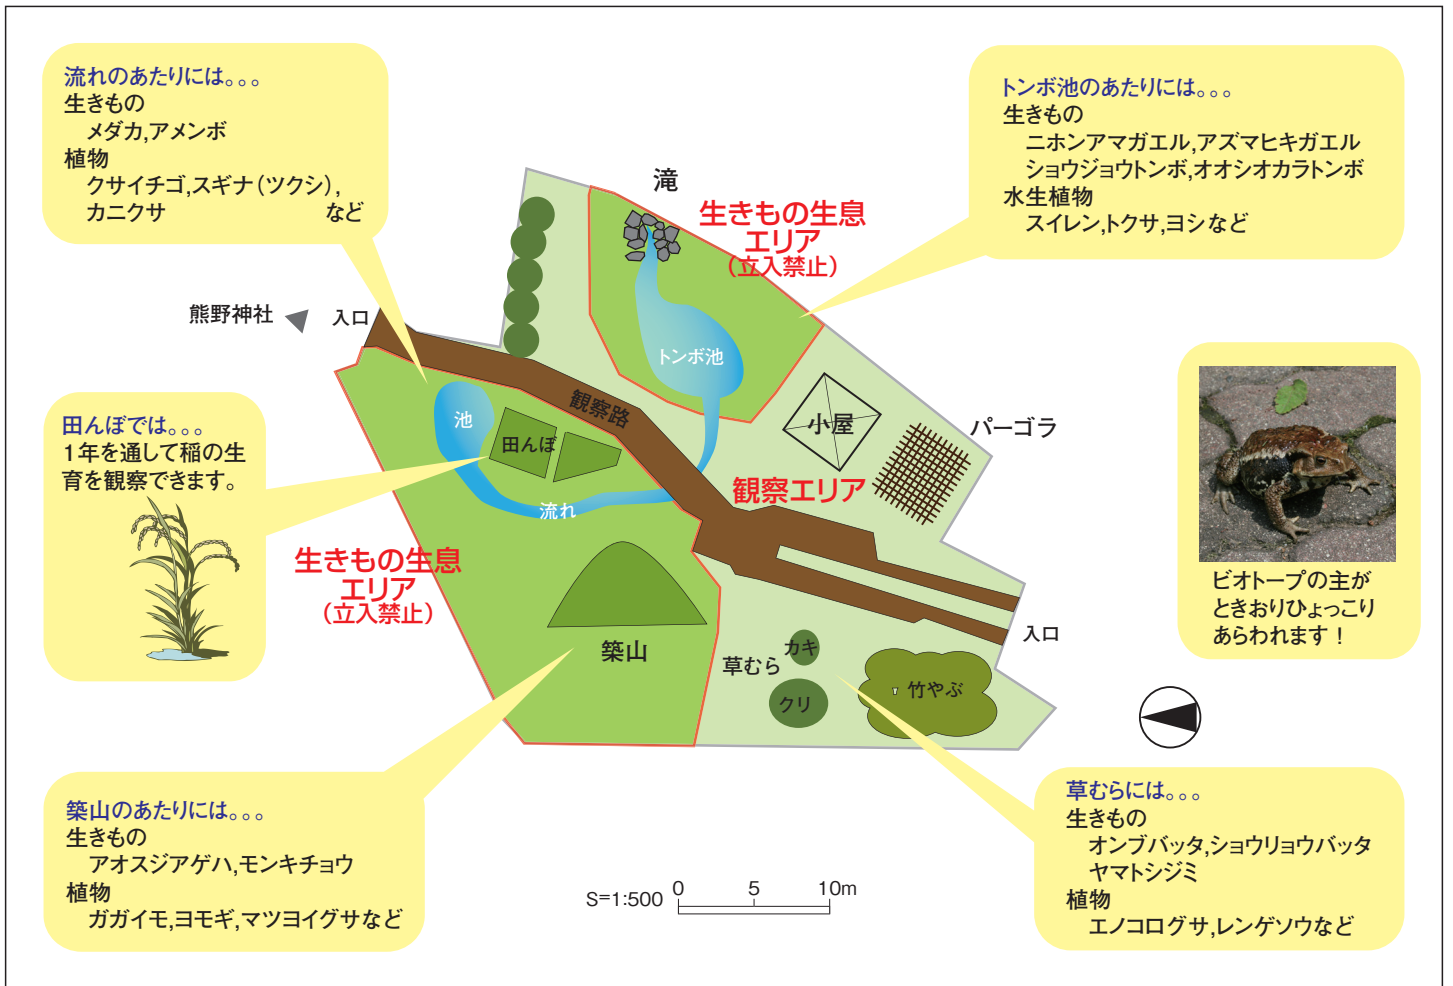 流れのあたりには。。。
生きもの
メダカ,アメンボ
植物
クサイチゴ,スギナ(ツクシ),
カニクサ など
トンボ池のあたりには。。。
生きもの
ニホンアマガエル,アズマヒキガエル
ショウジョウトンボ,オオシオカラトンボ
水生植物
スイレン,トクサ,ヨシなど
滝
生きもの生息
エリア
(立入禁止)
熊野神社
入口
トンボ池
観察路
池
田んぼ
流れ
小屋
パーゴラ
観察エリア
田んぼでは。。。
1年を通して稲の生
育を観察できます。
生きもの生息
エリア
(立入禁止)
築山
草むら
カキ
クリ
竹やぶ
入口
ビオトープの主が
ときおりひょっこり
あらわれます!
築山のあたりには。。。
生きもの
アオスジアゲハ,モンキチョウ
植物
ガガイモ,ヨモギ,マツヨイグサなど
S=1:500
0 5 10m
草むらには。。。
生きもの
オンブバッタ,ショウリョウバッタ
ヤマトシジミ
植物
エノコログサ,レンゲソウなど